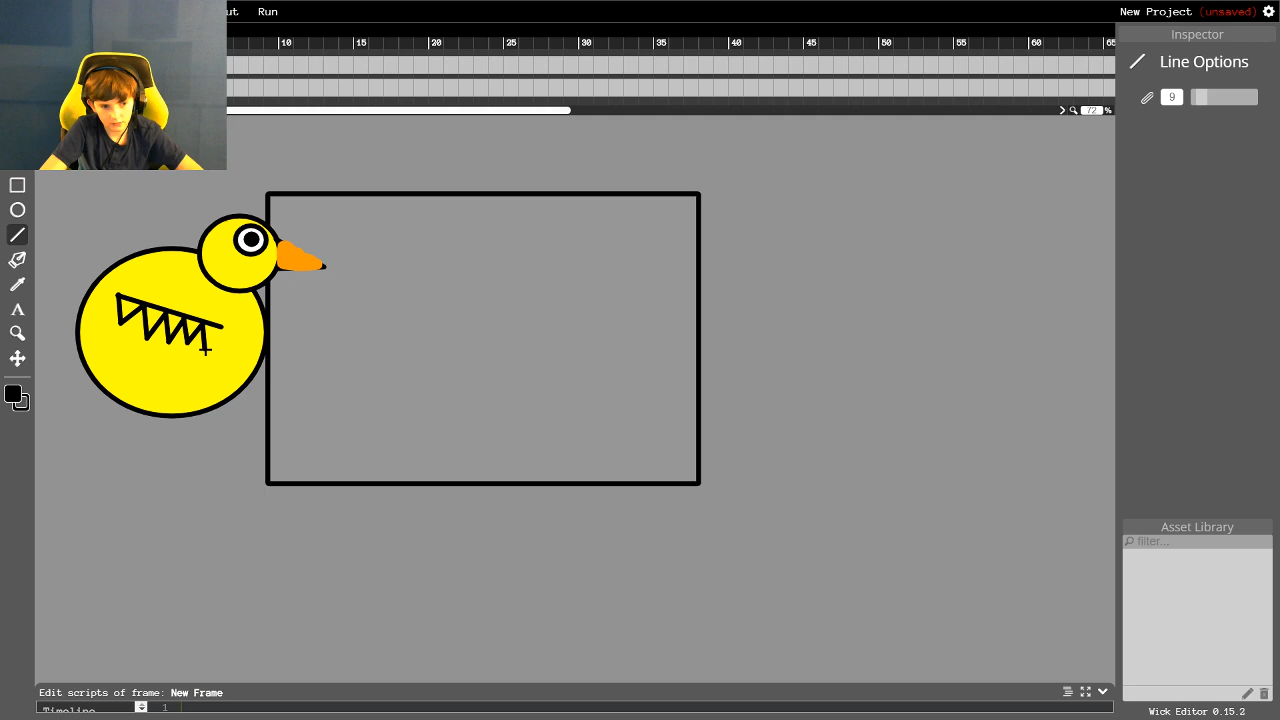 ut Run New Project (unsaved)
10 15 20 25 30 35 40 45 50 55 60 65
Inspector
Line Options
9
72 %
Asset Library
filter...
Edit scripts of frame: New Frame
Timeline 1
Wick Editor 0.15.2